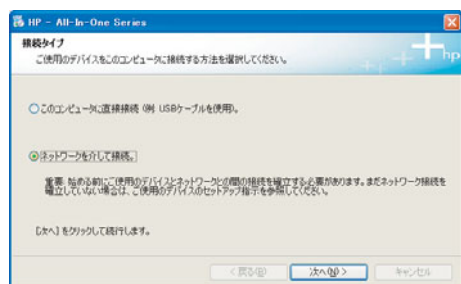 HP - All-In-One Series
接続タイプ
ご使用のデバイスをこのコンピュータに接続する方法を選択してください。
hp
このコンピュータに直接接続 (例 USBケーブルを使用)。
ネットワークを介して接続。
重要: 始める前にご使用のデバイスとネットワークとの間の接続を確立する必要があります。まだネットワーク接続を
確立していない場合は、ご使用のデバイスのセットアップ指示を参照してください。
[次へ] をクリックして続行します。
< 戻る(B)
次へ(N) >
キャンセル